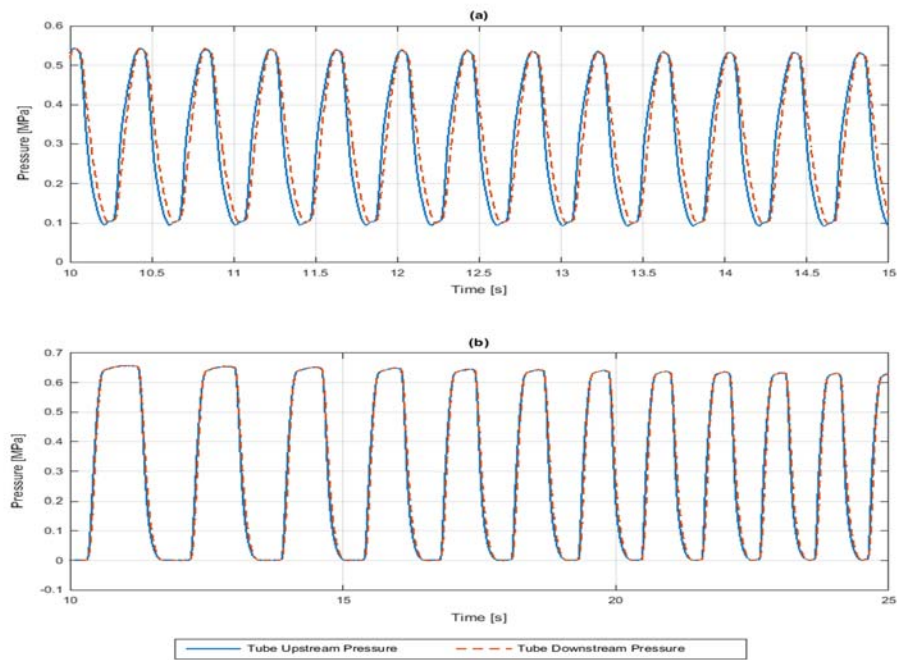 (a)
0.6
0.5
0.4
0.3
0.2
0.1
0
Pressure [MPa]
10 10.5 11 11.5 12 12.5 13 13.5 14 14.5 15
Time [s]
(b)
0.7
0.6
0.5
0.4
0.3
0.2
0.1
0
-0.1
Pressure [MPa]
10 15 20 25
Time [s]
Tube Upstream Pressure Tube Downstream Pressure